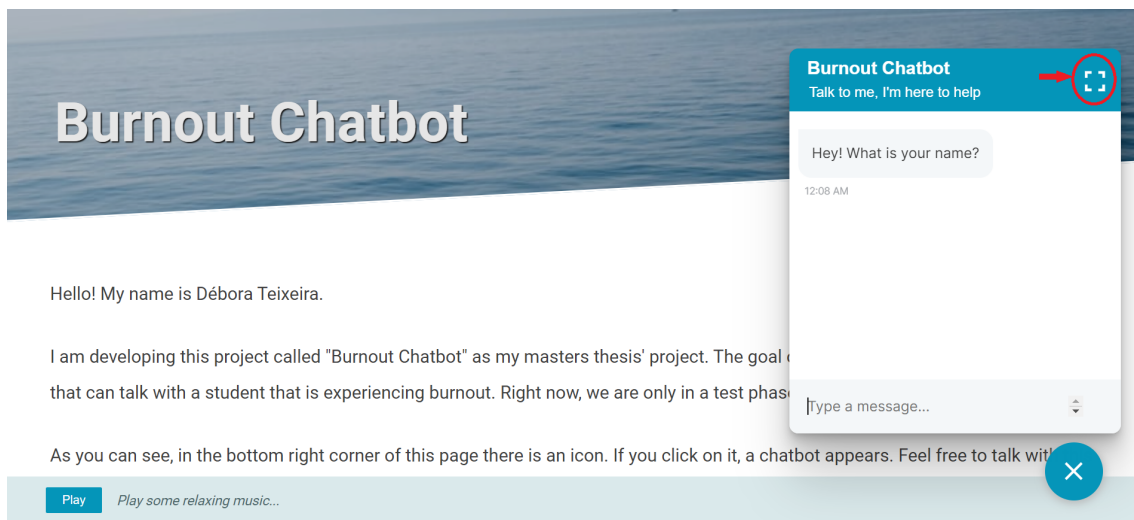 Burnout Chatbot
Hello! My name is Débora Teixeira.
I am developing this project called "Burnout Chatbot" as my masters thesis' project. The goal
that can talk with a student that is experiencing burnout. Right now, we are only in a test phase
As you can see, in the bottom right corner of this page there is an icon. If you click on it, a chatbot appears. Feel free to talk with
Play
Play some relaxing music...
Burnout Chatbot
Talk to me, I'm here to help
Hey! What is your name?
12:08 AM
Type a message...